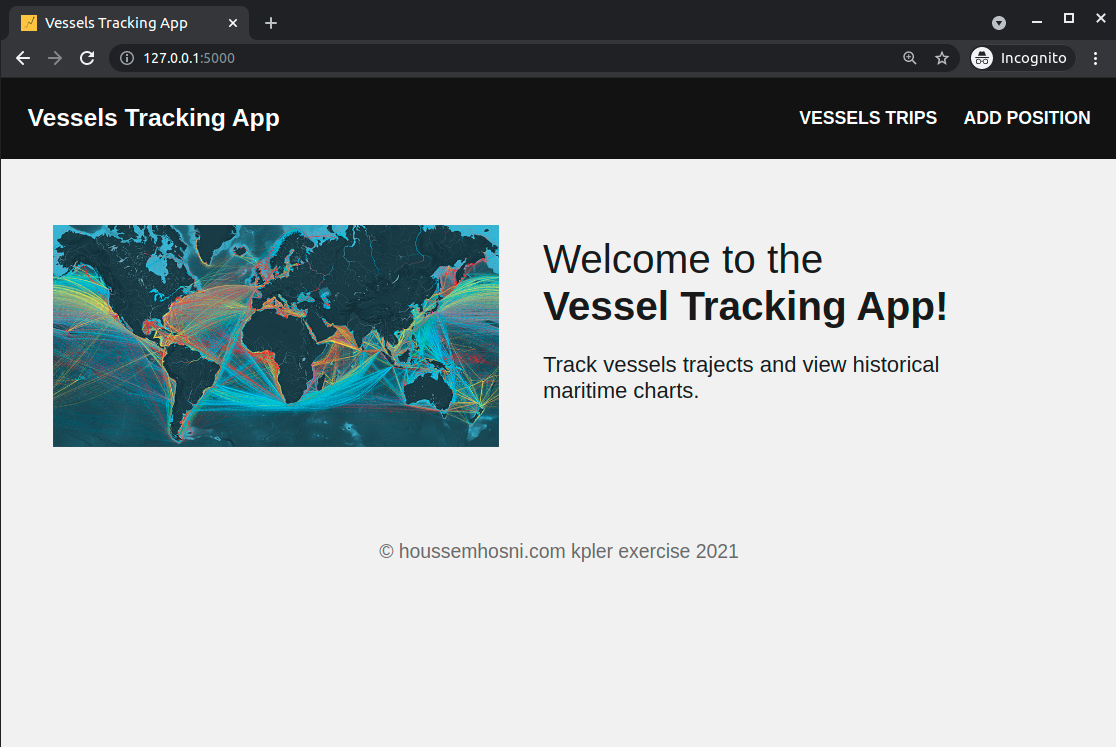 Vessels Tracking App
127.0.0.1:5000
Incognito
Vessels Tracking App
VESSELS TRIPS
ADD POSITION
Welcome to the
Vessel Tracking App!
Track vessels trajects and view historical
maritime charts.
© houssemhosni.com kpler exercise 2021